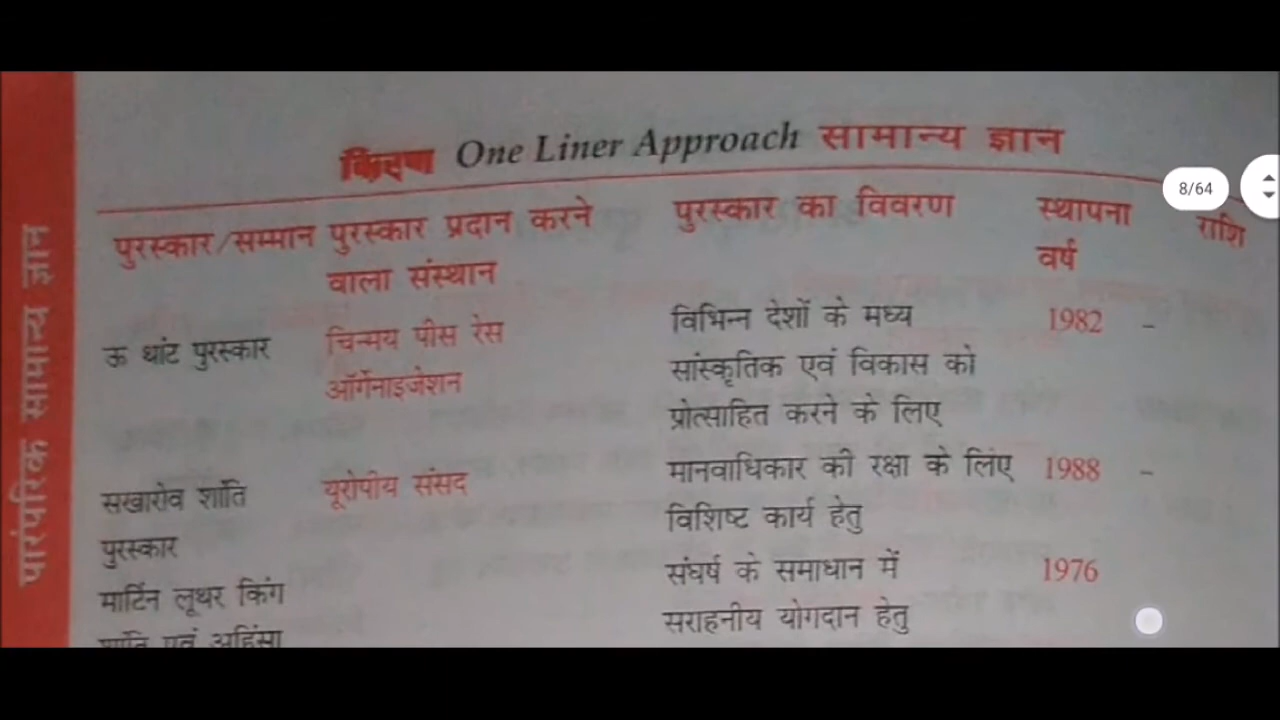 किरण One Liner Approach सामान्य ज्ञान
8/64
पुरस्कार/सम्मान पुरस्कार प्रदान करने पुरस्कार का विवरण स्थापना राशि
वाला संस्थान वर्ष
ऊ थांट पुरस्कार चिन्मय पीस रेस विभिन्न देशों के मध्य 1982 -
ऑर्गेनाइजेशन सांस्कृतिक एवं विकास को
प्रोत्साहित करने के लिए
सखारोव शांति यूरोपीय संसद मानवाधिकार की रक्षा के लिए 1988 -
पुरस्कार विशिष्ट कार्य हेतु
मार्टिन लूथर किंग संघर्ष के समाधान में 1976
शांति एवं अहिंसा सराहनीय योगदान हेतु
पारंपरिक सामान्य ज्ञान